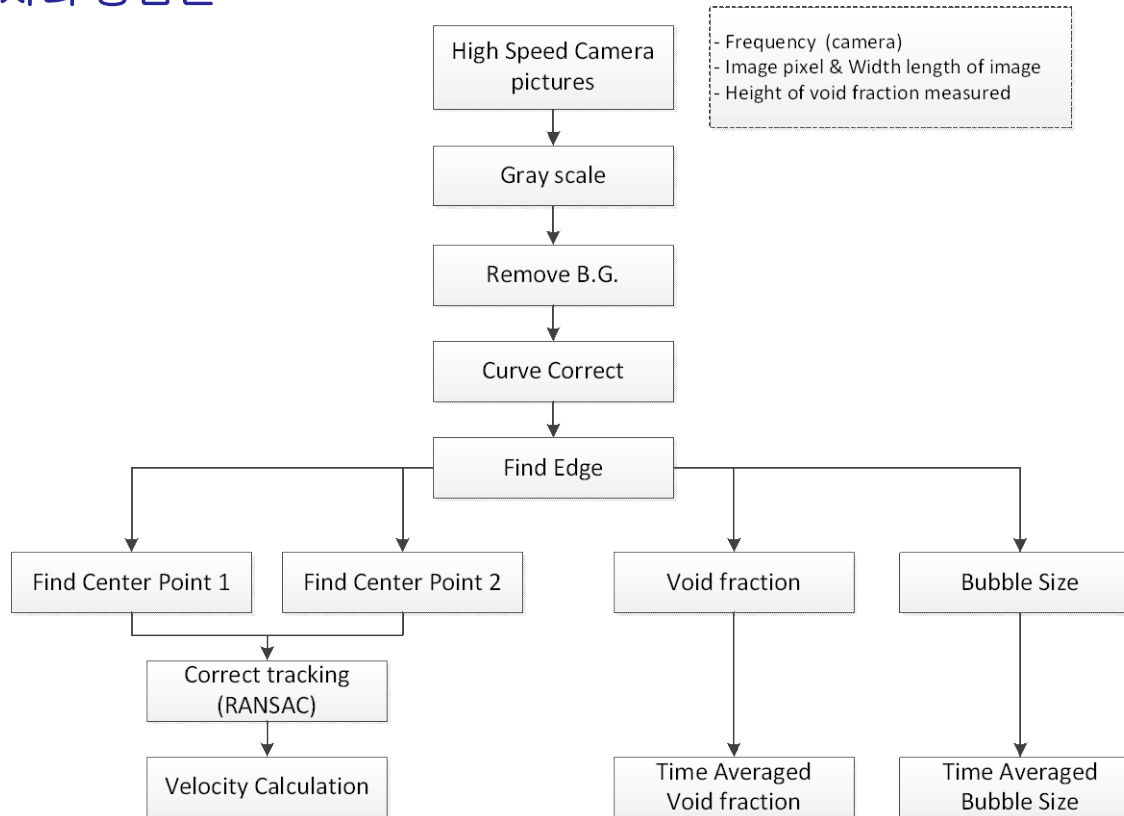 High Speed Camera
pictures
- Frequency (camera)
- Image pixel & Width length of image
- Height of void fraction measured
Gray scale
Remove B.G.
Curve Correct
Find Edge
Find Center Point 1
Find Center Point 2
Void fraction
Bubble Size
Correct tracking
(RANSAC)
Velocity Calculation
Time Averaged
Void fraction
Time Averaged
Bubble Size